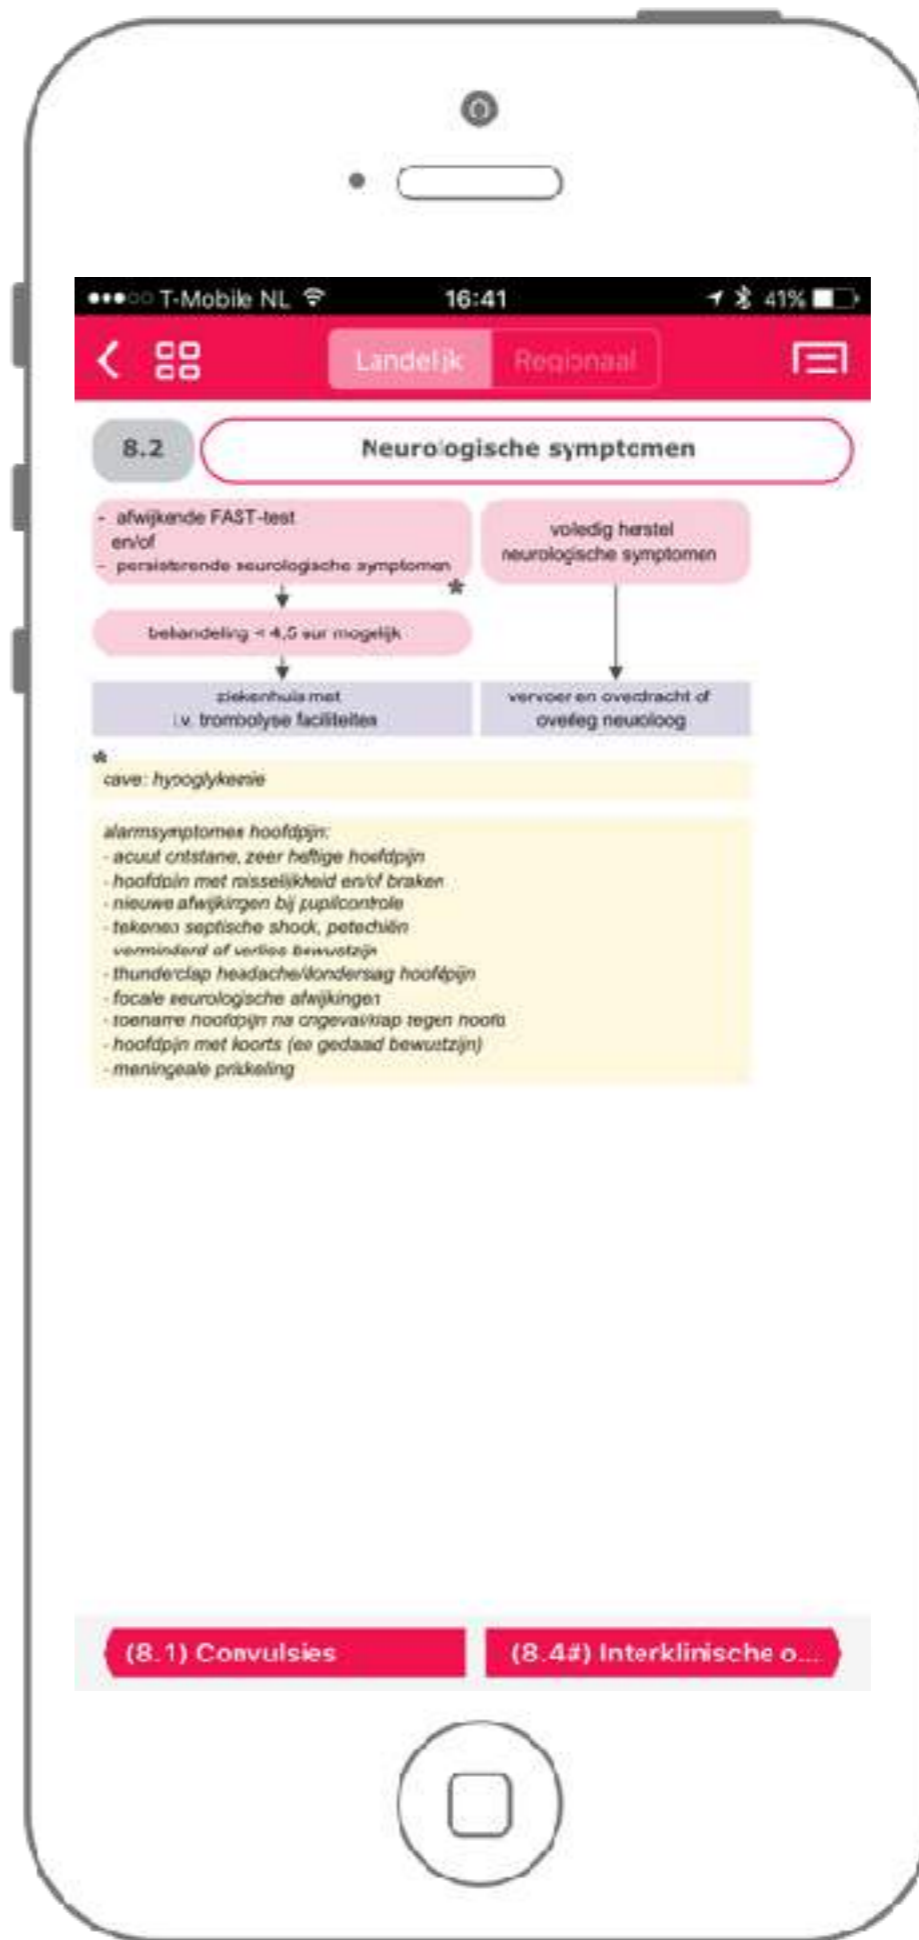 T-Mobile NL 16:41 41%
Landelijk Regionaal
8.2 Neurologische symptomen
- afwijkende FAST-test
en/of
- persisterende neurologische symptomen
*
behandeling < 4,5 uur mogelijk
ziekenhuis met
i.v. trombolyse faciliteiten
volledig herstel
neurologische symptomen
vervoer en overdracht of
overleg neuroloog
*
cave: hypoglykemie
alarmsymptomen hoofdpijn:
- acuut ontstane, zeer heftige hoofdpijn
- hoofdpijn met misselijkheid en/of braken
- nieuwe afwijkingen bij pupilcontrole
- tekenen septische shock, petechiën
verminderd of verlies bewustzijn
- thunderclap headache/donderslag hoofdpijn
- focale neurologische afwijkingen
- toename hoofdpijn na ongeval/klap tegen hoofd
- hoofdpijn met koorts (en gedaald bewustzijn)
- meningeale prikkeling
(8.1) Convulsies
(8.4#) Interklinische o...